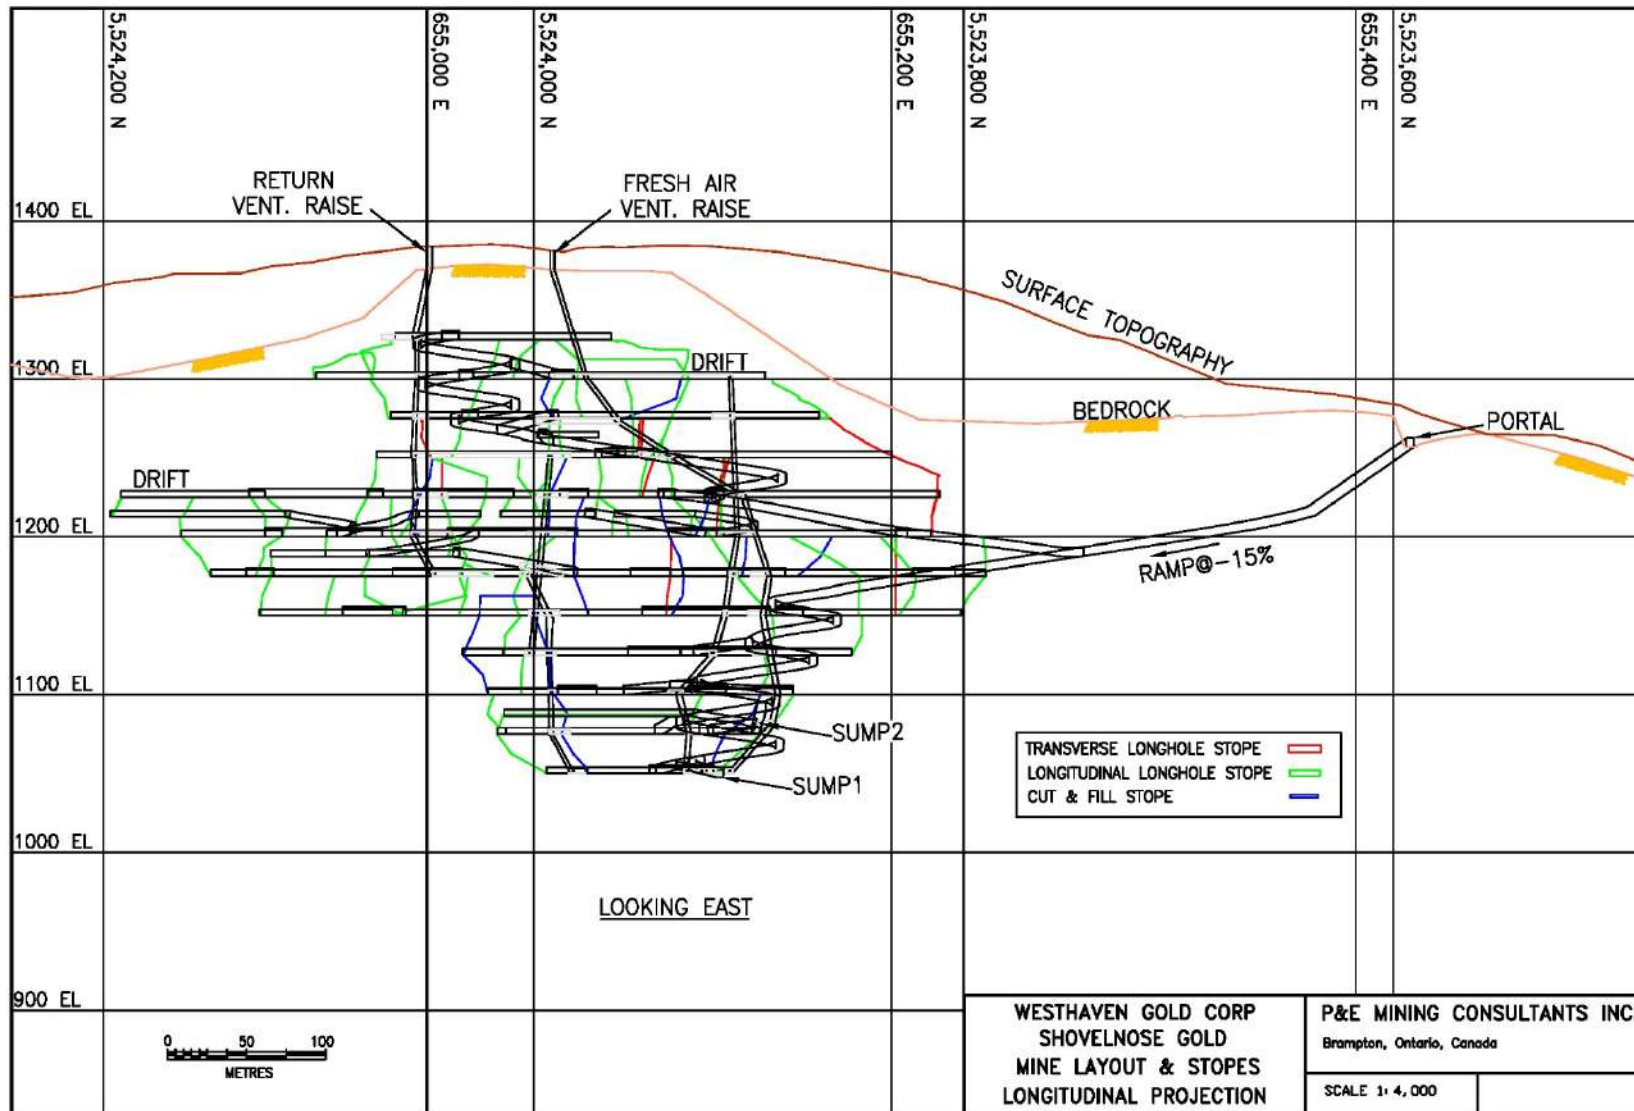 5,524,200 N
655,000 E
5,524,000 N
655,200 E
5,523,800 N
655,400 E
5,523,600 N
RETURN
VENT. RAISE
FRESH AIR
VENT. RAISE
1400 EL
SURFACE TOPOGRAPHY
1300 EL
DRIFT
BEDROCK
PORTAL
DRIFT
1200 EL
RAMP@-15%
1100 EL
SUMP2
SUMP1
TRANSVERSE LONGHOLE STOPE
LONGITUDINAL LONGHOLE STOPE
CUT & FILL STOPE
1000 EL
LOOKING EAST
900 EL
0 50 100
METRES
WESTHAVEN GOLD CORP
SHOVELNOSE GOLD
MINE LAYOUT & STOPES
LONGITUDINAL PROJECTION
P&E MINING CONSULTANTS INC
Brampton, Ontario, Canada
SCALE 1: 4,000